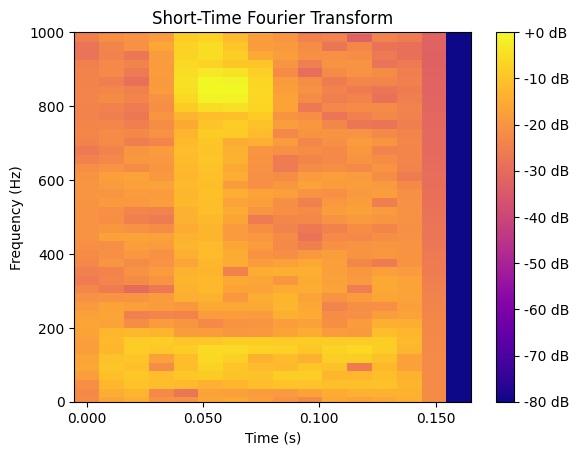 Short-Time Fourier Transform
Frequency (Hz)
1000
800
600
400
200
0
0.000
0.050
0.100
0.150
Time (s)
+0 dB
-10 dB
-20 dB
-30 dB
-40 dB
-50 dB
-60 dB
-70 dB
-80 dB